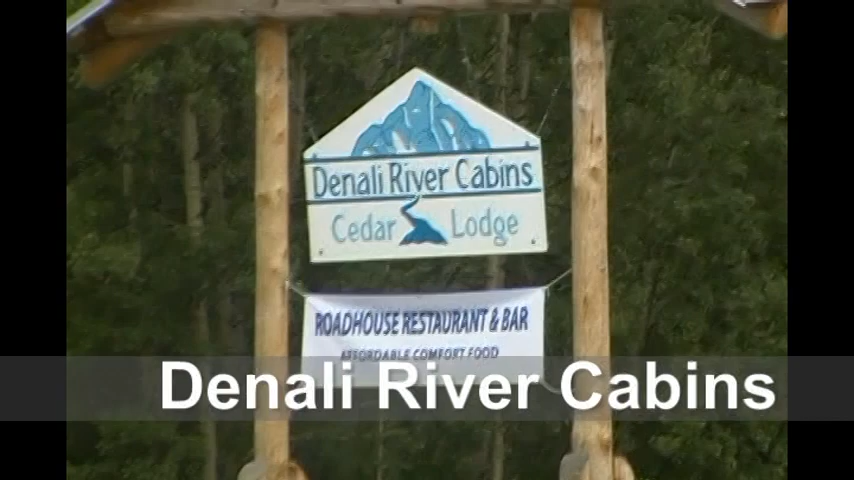 Denali River Cabins
Cedar Lodge
ROADHOUSE RESTAURANT & BAR
AFFORDABLE COMFORT FOOD
Denali River Cabins